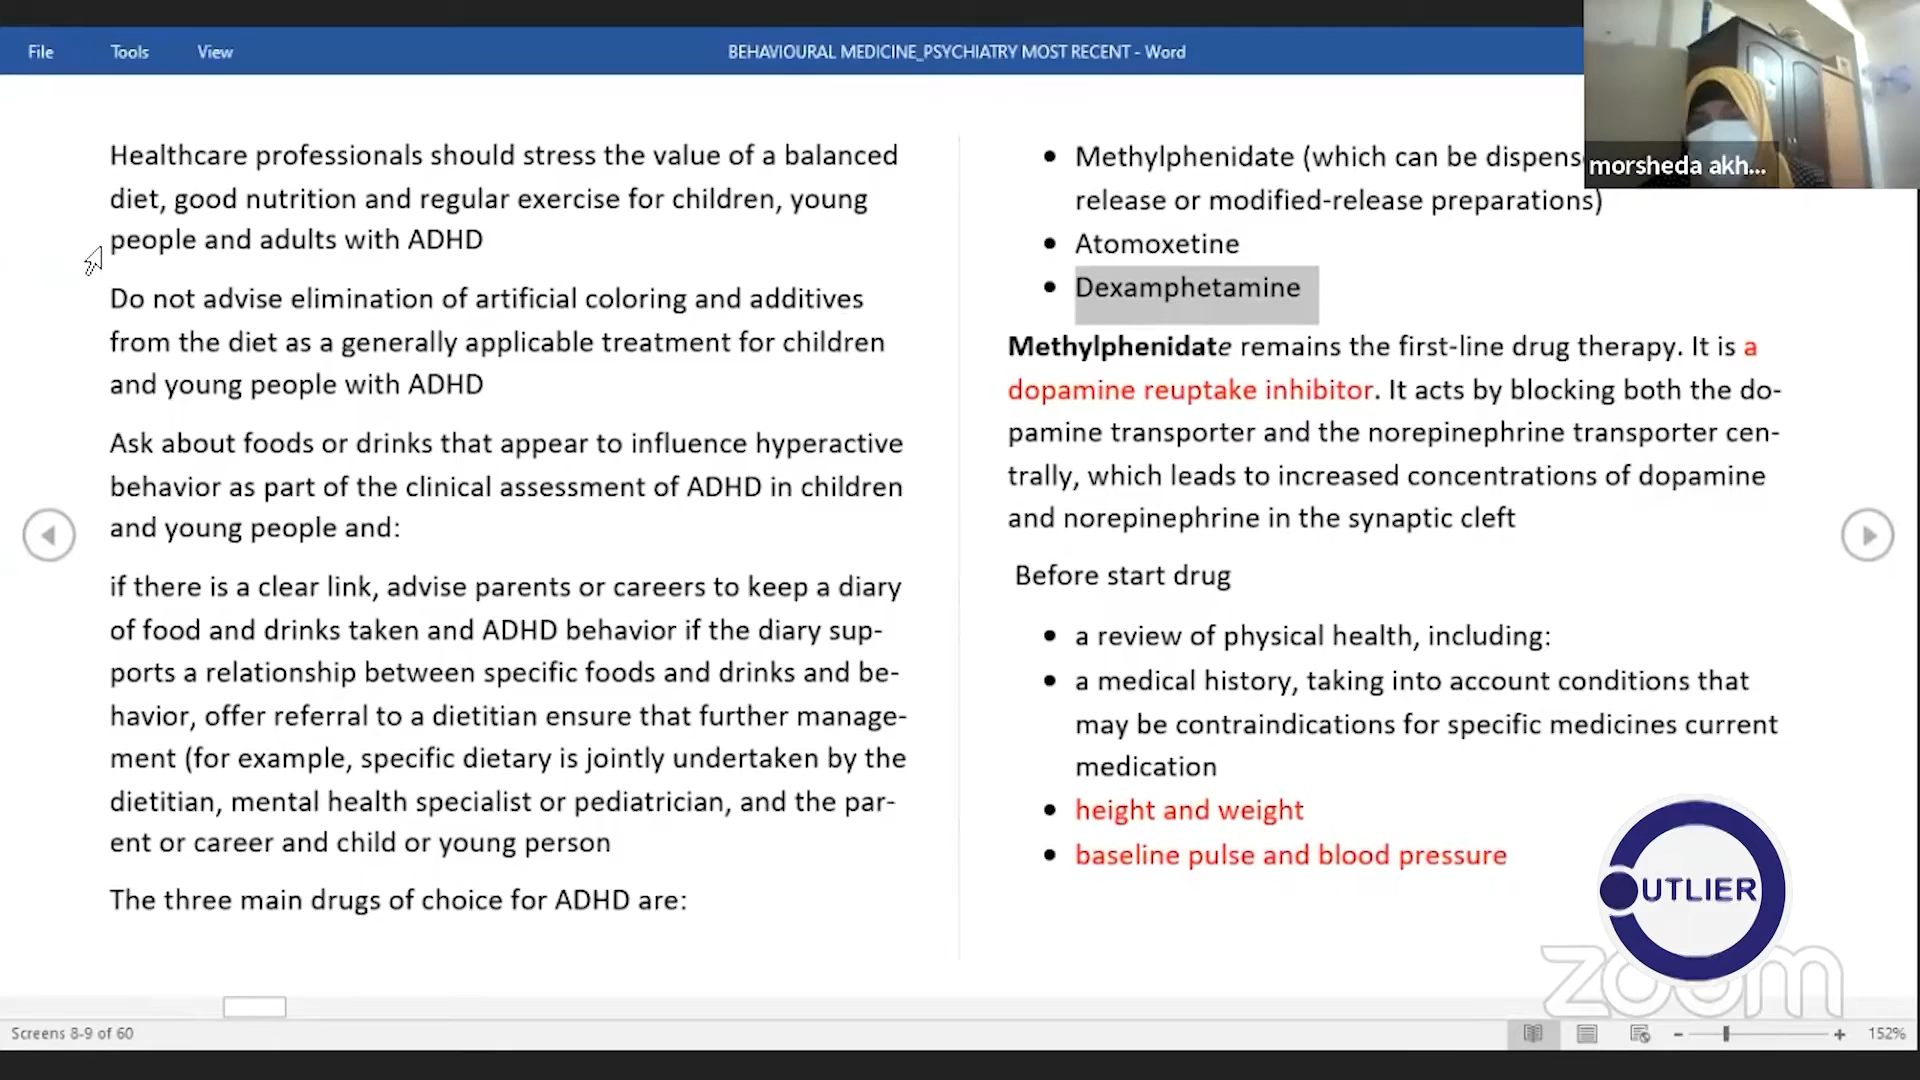 File Tools View BEHAVIOURAL MEDICINE_PSYCHIATRY MOST RECENT - Word
morsheda akh...
Healthcare professionals should stress the value of a balanced
diet, good nutrition and regular exercise for children, young
people and adults with ADHD
Do not advise elimination of artificial coloring and additives
from the diet as a generally applicable treatment for children
and young people with ADHD
Ask about foods or drinks that appear to influence hyperactive
behavior as part of the clinical assessment of ADHD in children
and young people and:
if there is a clear link, advise parents or careers to keep a diary
of food and drinks taken and ADHD behavior if the diary sup-
ports a relationship between specific foods and drinks and be-
havior, offer referral to a dietitian ensure that further manage-
ment (for example, specific dietary is jointly undertaken by the
dietitian, mental health specialist or pediatrician, and the par-
ent or career and child or young person
The three main drugs of choice for ADHD are:
• Methylphenidate (which can be dispens
release or modified-release preparations)
• Atomoxetine
• Dexamphetamine
Methylphenidate remains the first-line drug therapy. It is a
dopamine reuptake inhibitor. It acts by blocking both the do-
pamine transporter and the norepinephrine transporter cen-
trally, which leads to increased concentrations of dopamine
and norepinephrine in the synaptic cleft
Before start drug
• a review of physical health, including:
• a medical history, taking into account conditions that
may be contraindications for specific medicines current
medication
• height and weight
• baseline pulse and blood pressure
OUTLIER
zoom
Screens 8-9 of 60
152%